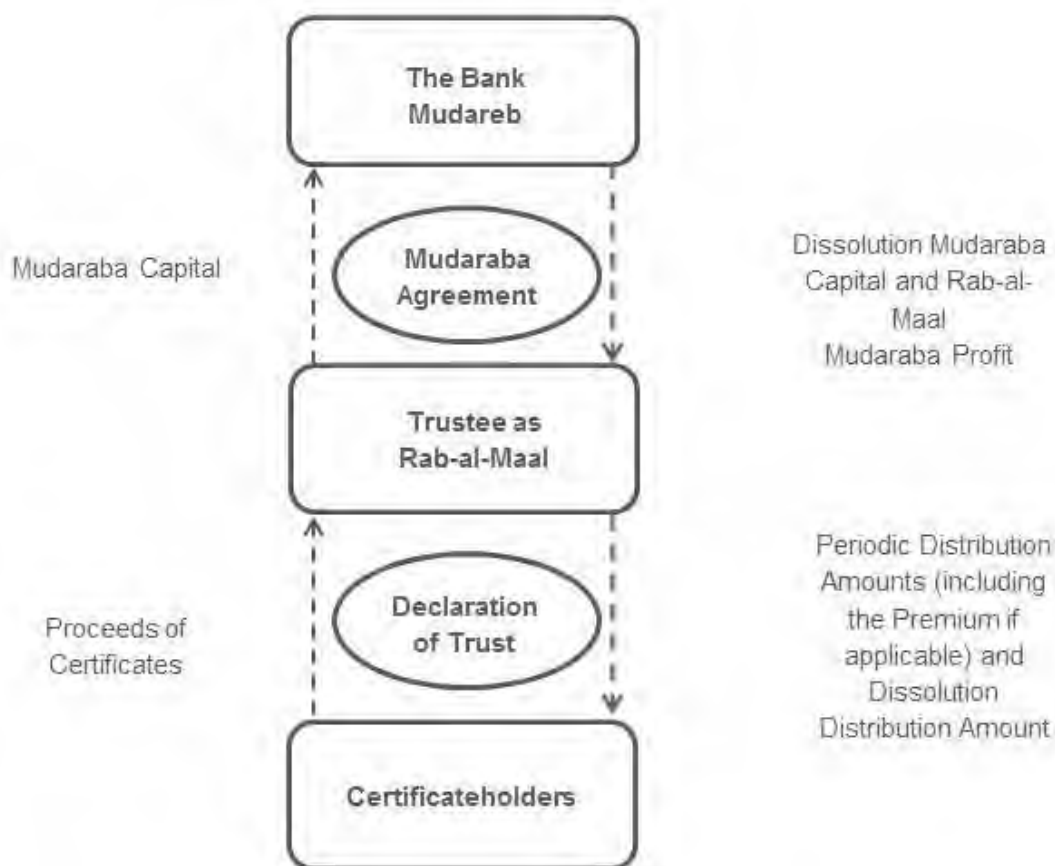 The Bank
Mudareb
Mudaraba Capital
Mudaraba
Agreement
Dissolution Mudaraba
Capital and Rab-al-
Maal
Mudaraba Profit
Trustee as
Rab-al-Maal
Proceeds of
Certificates
Declaration
of Trust
Periodic Distribution
Amounts (including
the Premium if
applicable) and
Dissolution
Distribution Amount
Certificateholders